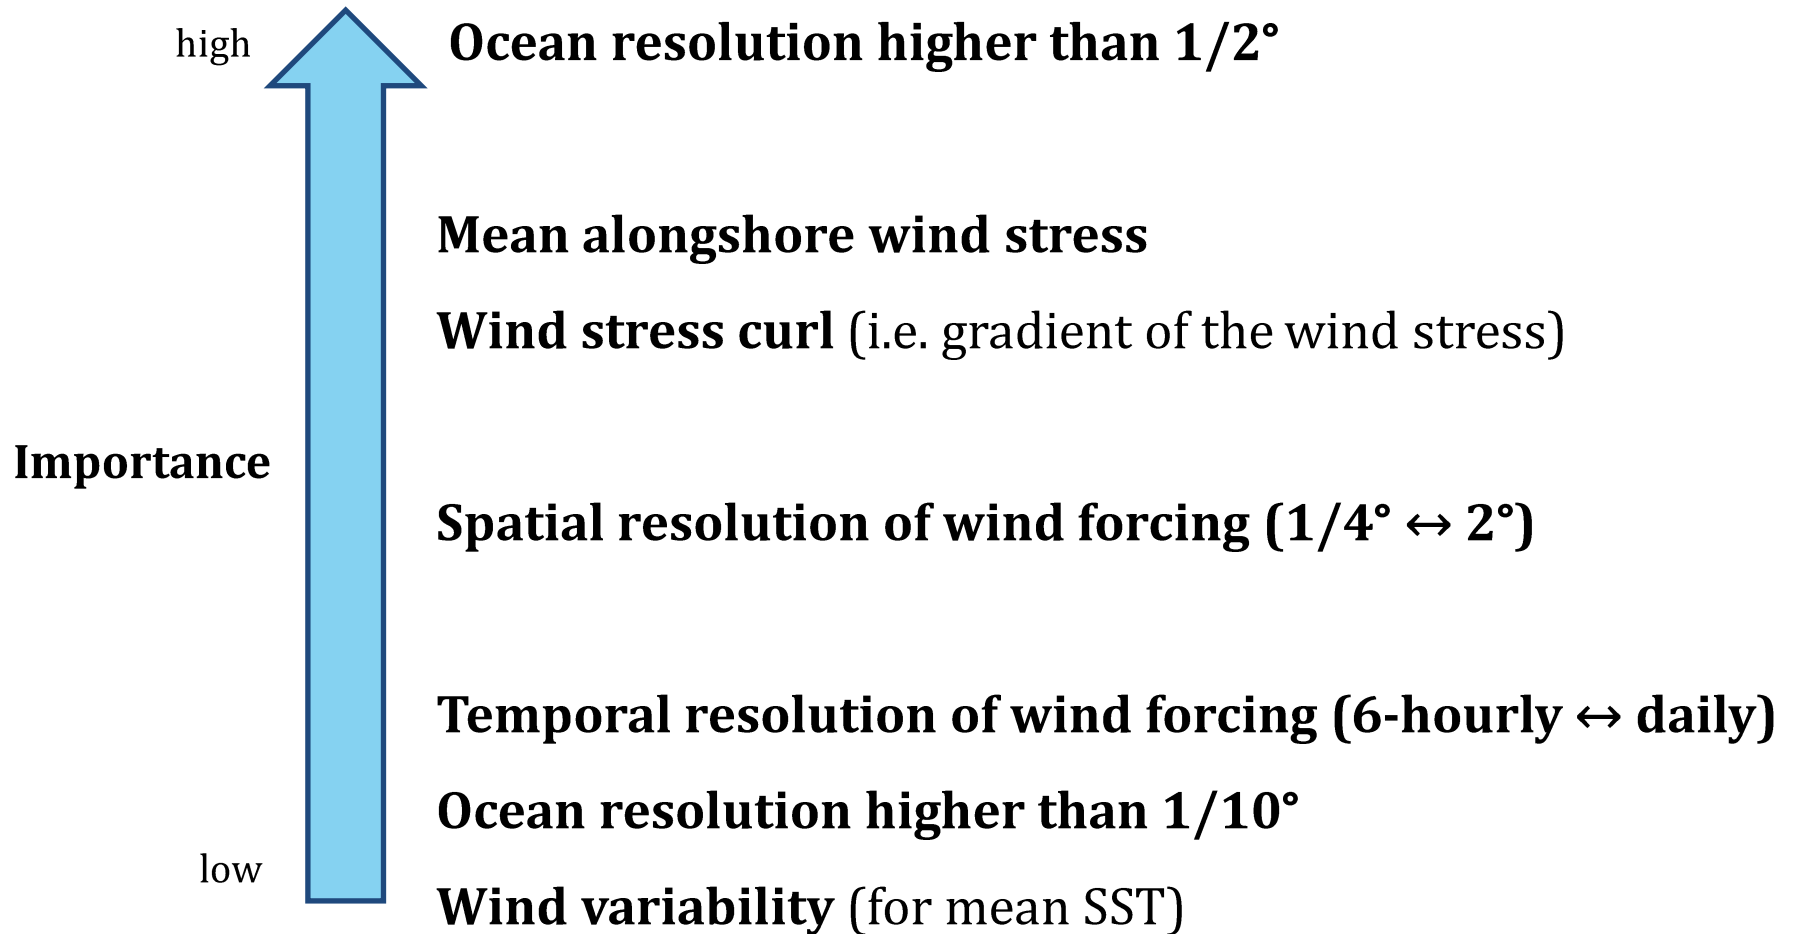 high
Ocean resolution higher than 1/2°
Mean alongshore wind stress
Wind stress curl (i.e. gradient of the wind stress)
Importance
Spatial resolution of wind forcing (1/4° ↔ 2°)
Temporal resolution of wind forcing (6-hourly ↔ daily)
Ocean resolution higher than 1/10°
low
Wind variability (for mean SST)